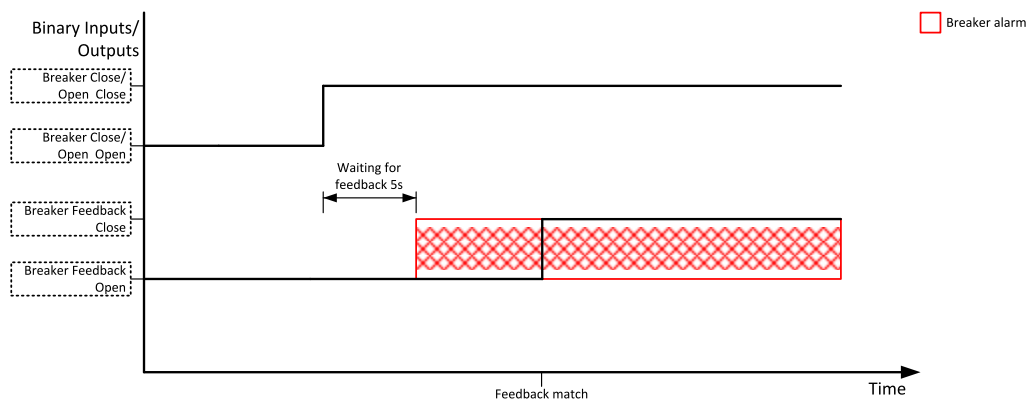 Binary Inputs/
Outputs
Breaker alarm
Breaker Close/
Open Close
Breaker Close/
Open Open
Waiting for
feedback 5s
Breaker Feedback
Close
Breaker Feedback
Open
Time
Feedback match